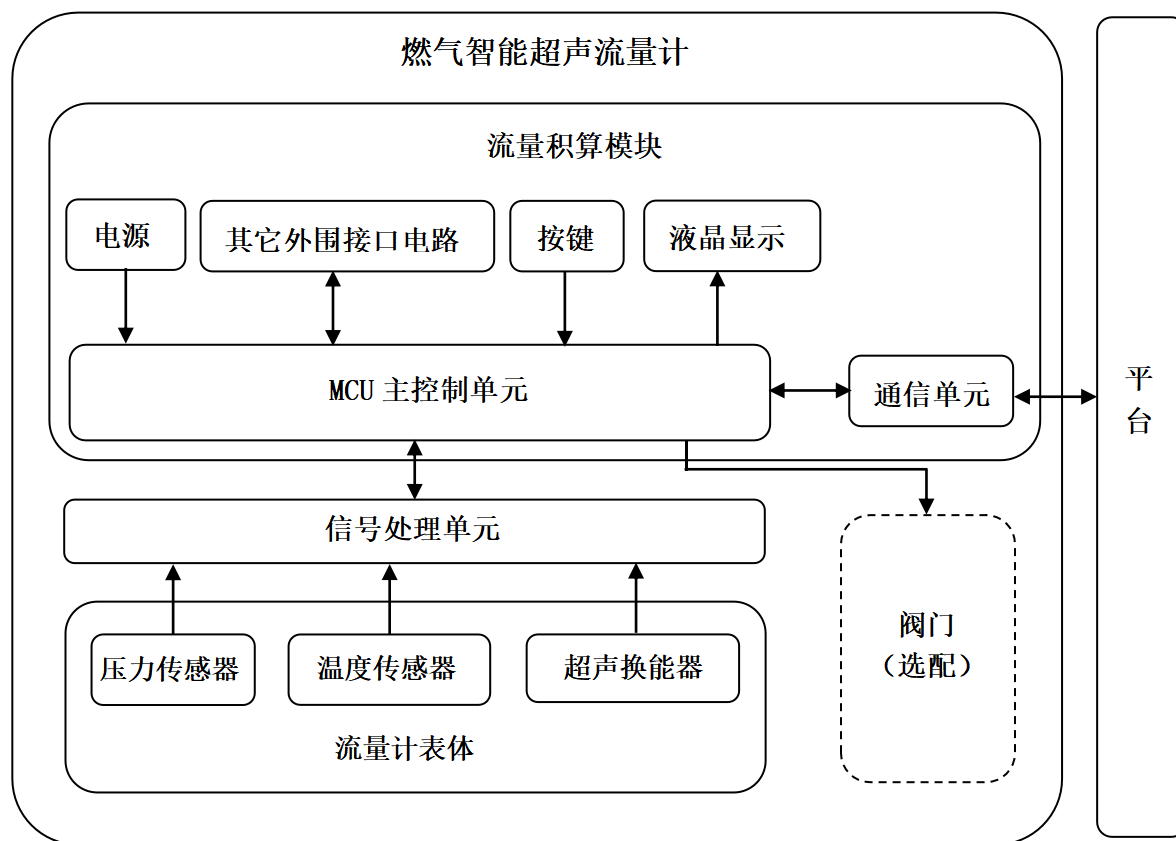 燃气智能超声流量计
流量积算模块
电源
其它外围接口电路
按键
液晶显示
MCU 主控制单元
通信单元
平
台
信号处理单元
压力传感器
温度传感器
超声换能器
流量计表体
阀门
（选配）